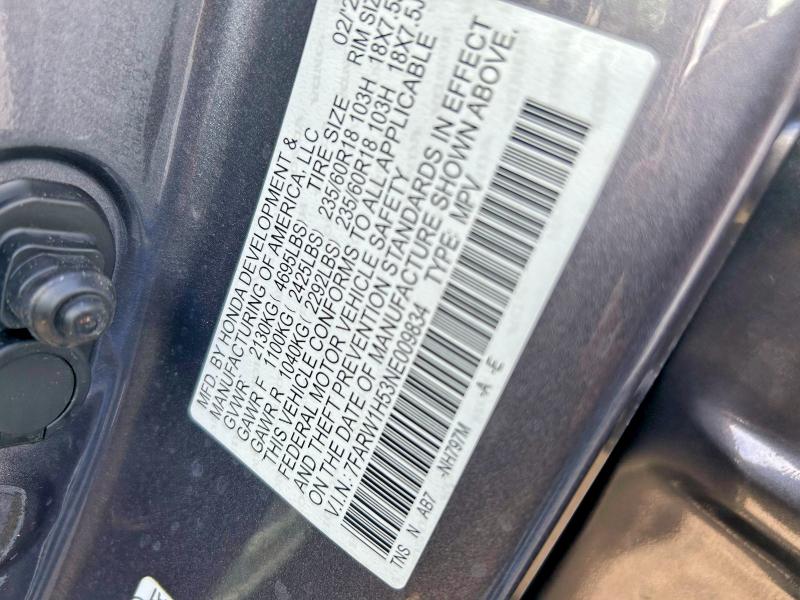 MFD. BY HONDA DEVELOPMENT & 02/2
MANUFACTURING OF AMERICA, LLC
TIRE SIZE RIM SIZ
GVWR 2130KG( 4695LBS)
GAWR F 1100KG( 2425LBS) 235/60R18 103H 18X7.5J
GAWR R 1040KG( 2292LBS) 235/60R18 103H 18X7.5J
THIS VEHICLE CONFORMS TO ALL APPLICABLE
FEDERAL MOTOR VEHICLE SAFETY
AND THEFT PREVENTION STANDARDS IN EFFECT
ON THE DATE OF MANUFACTURE SHOWN ABOVE.
V.I.N. 7FARW1H53NE009834 TYPE: MPV
TNS N AB7 -NH797M -A -E